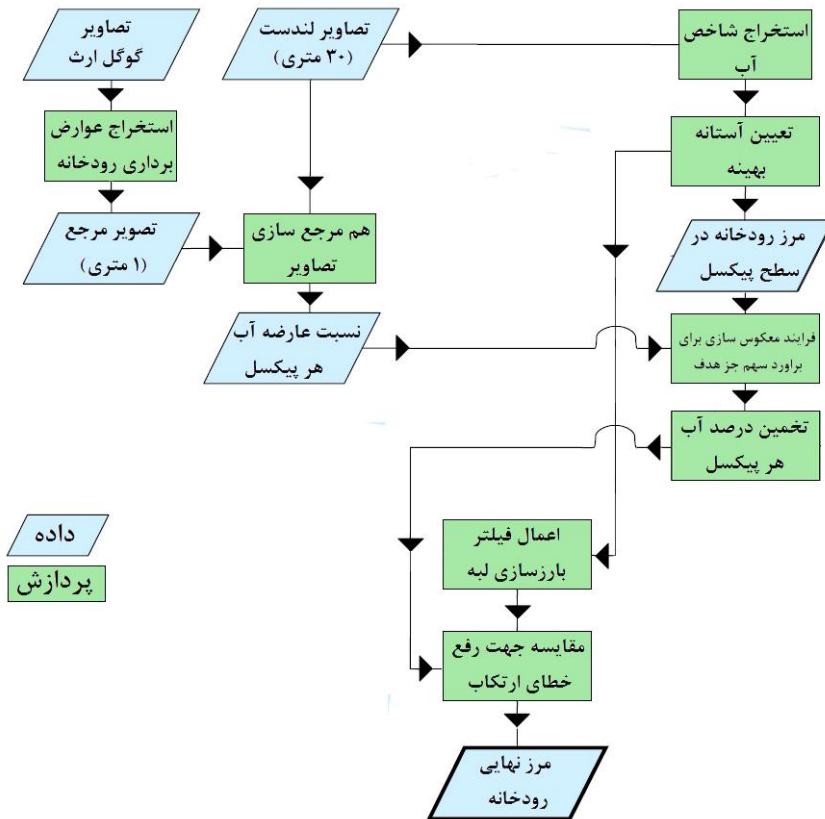 تصاویر
گوگل ارث
تصاویر لندست
(۳۰ متری)
استخراج شاخص
آب
استخراج عوارض
برداری رودخانه
تعیین آستانه
بهینه
تصویر مرجع
(۱ متری)
هم مرجع سازی
تصاویر
مرز رودخانه در
سطح پیکسل
نسبت عارضه آب
هر پیکسل
فرایند معکوس سازی برای
براورد سهم جز هدف
تخمین درصد آب
هر پیکسل
داده
پردازش
اعمال فیلتر
بارزسازی لبه
مقایسه جهت رفع
خطای ارتکاب
مرز نهایی
رودخانه